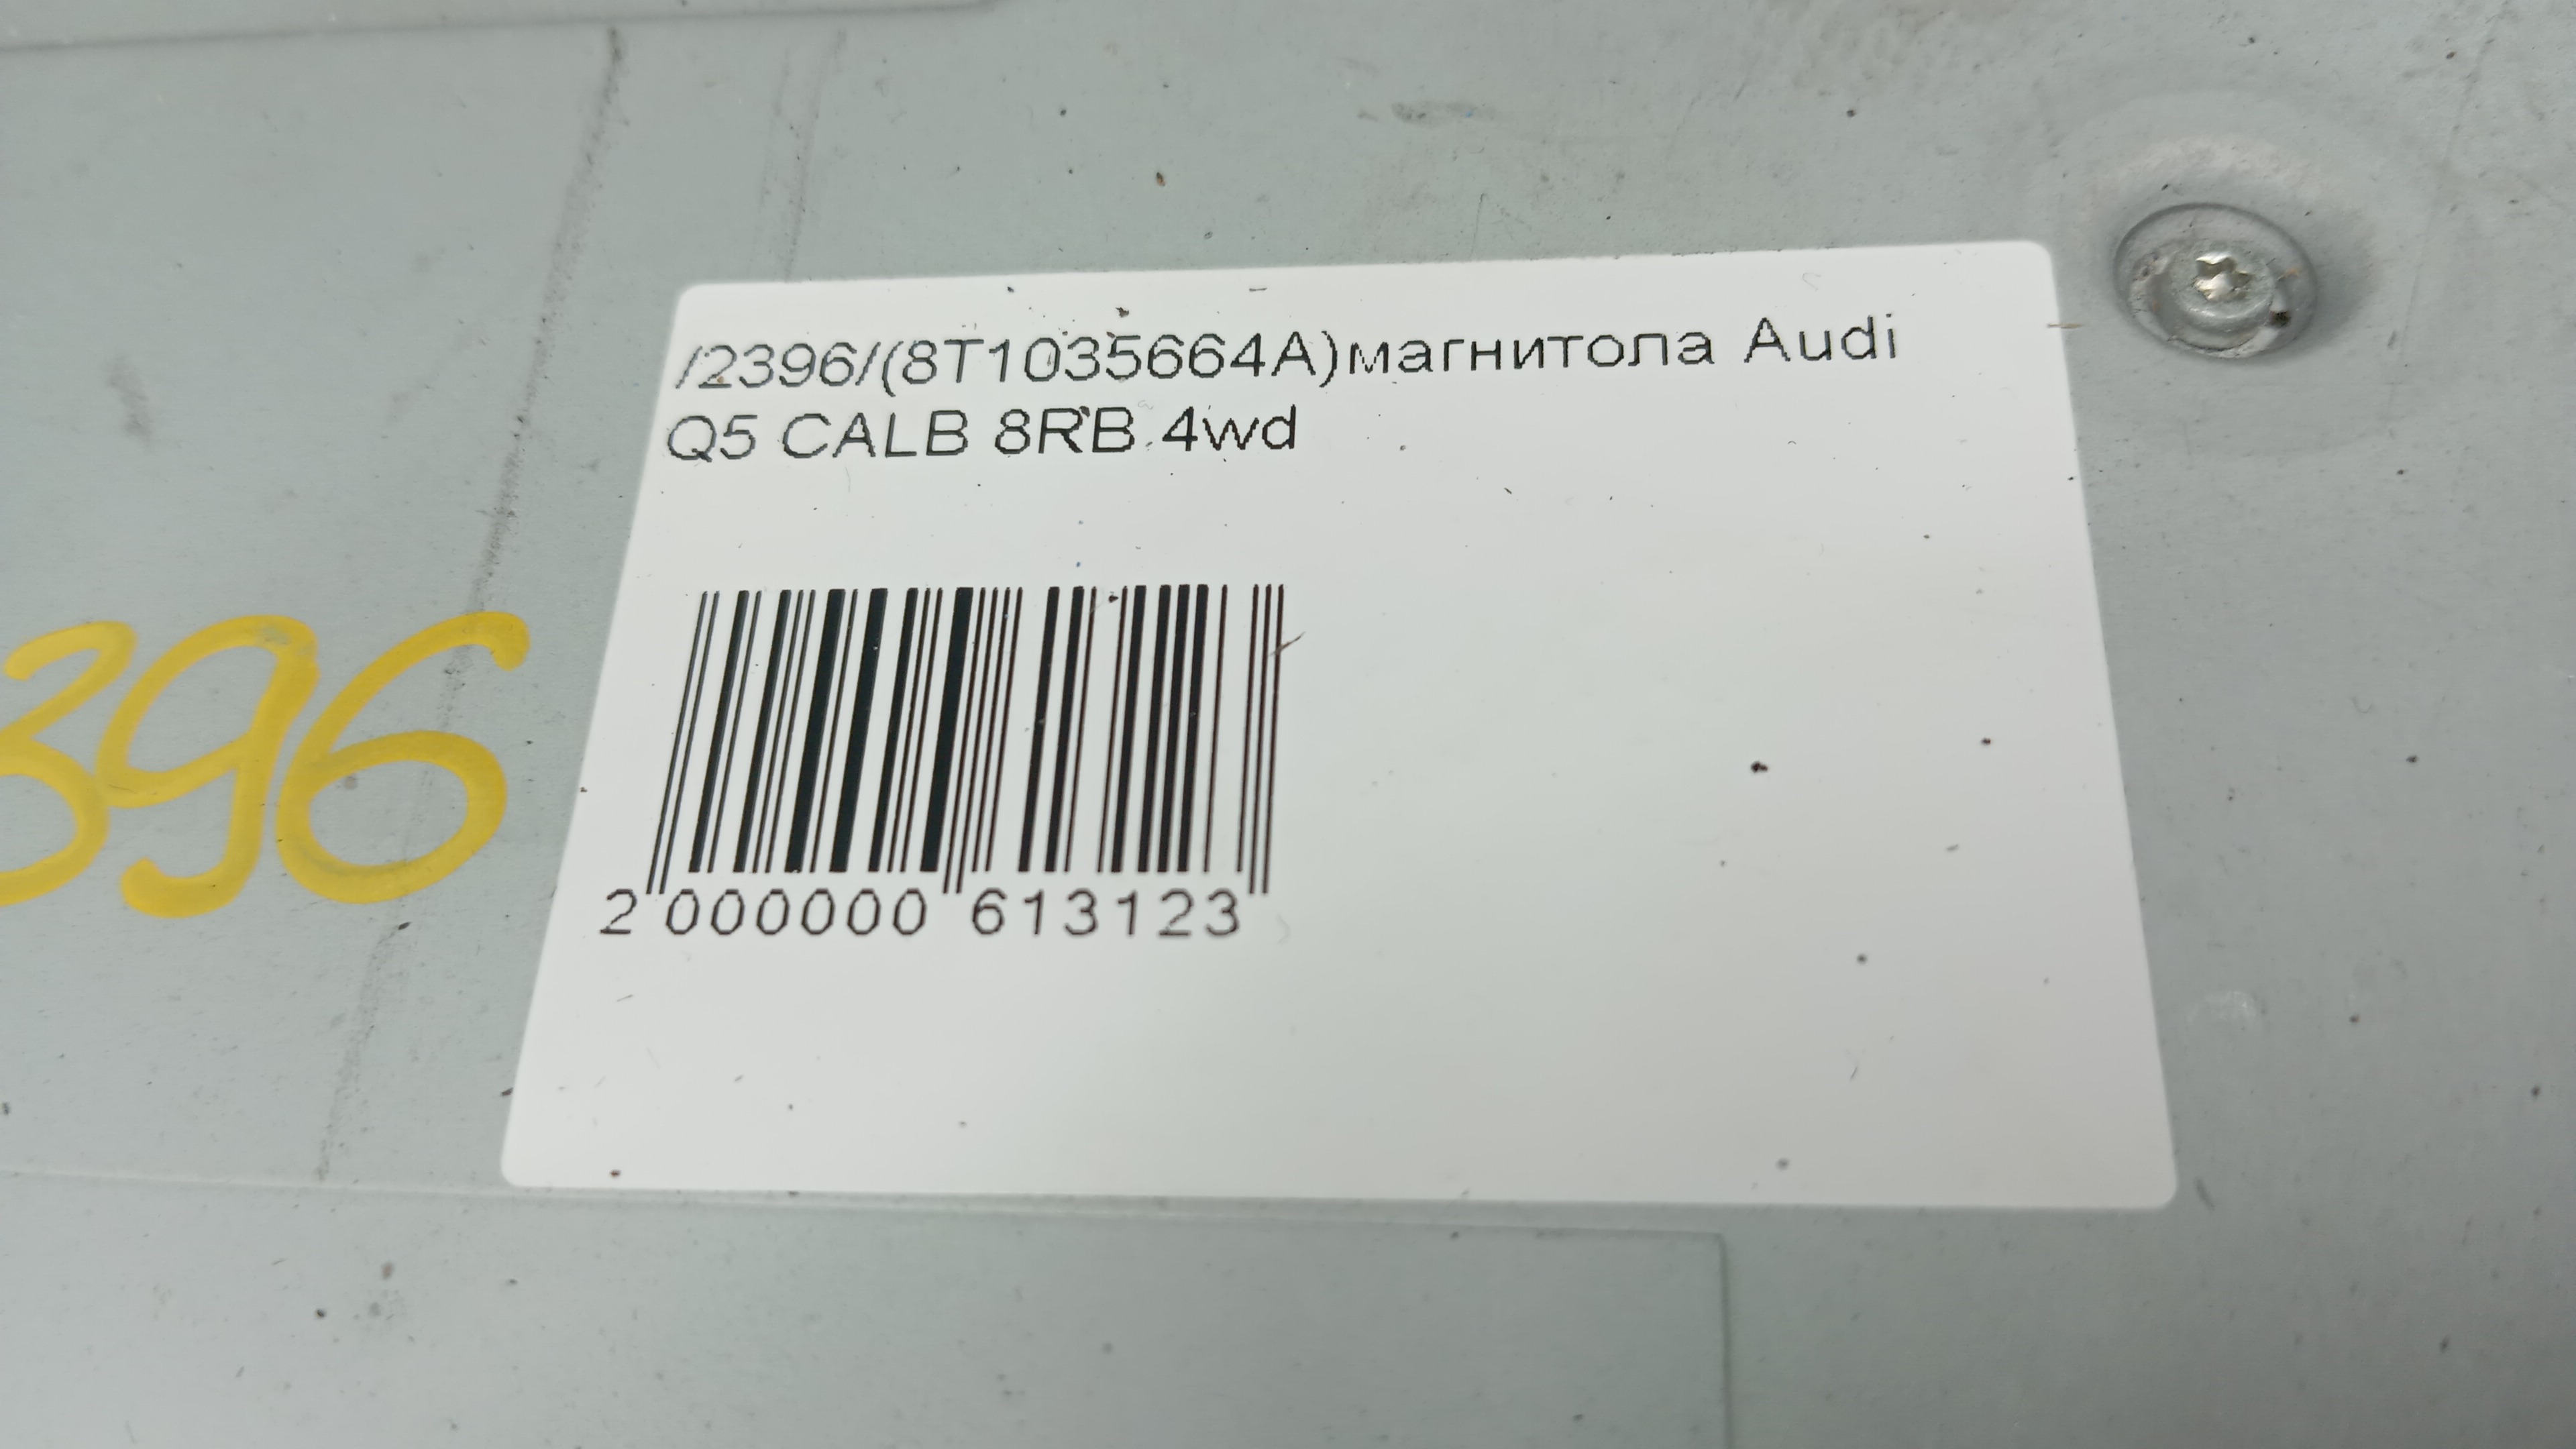 /2396/(8T1035664A)магнитола Audi
Q5 CALB 8RB 4wd
2 000000 613123
396